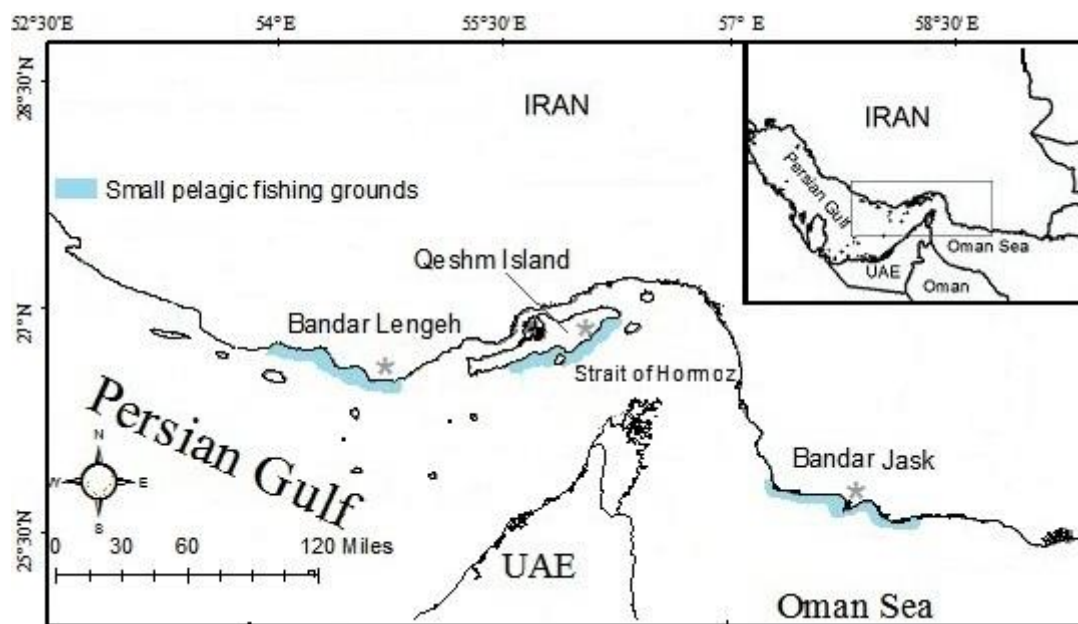 52°30'E 54°E 55°30'E 57°E 58°30'E
28°30'N
IRAN
IRAN
Persian Gulf
Small pelagic fishing grounds
Oman Sea
Qeshm Island
UAE
Oman
27°N
Bandar Lengeh
Strait of Hormoz
Persian Gulf
N
Bandar Jask
W E
S
25°30'N
0 30 60 120 Miles
UAE
Oman Sea